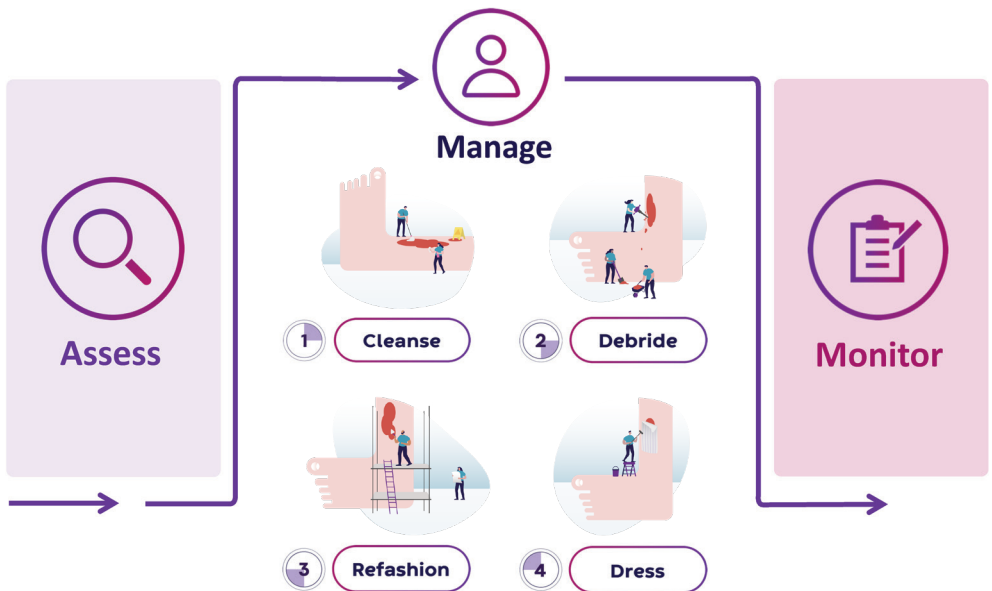 Manage
Assess
1 Cleanse
2 Debride
Monitor
3 Refashion
4 Dress